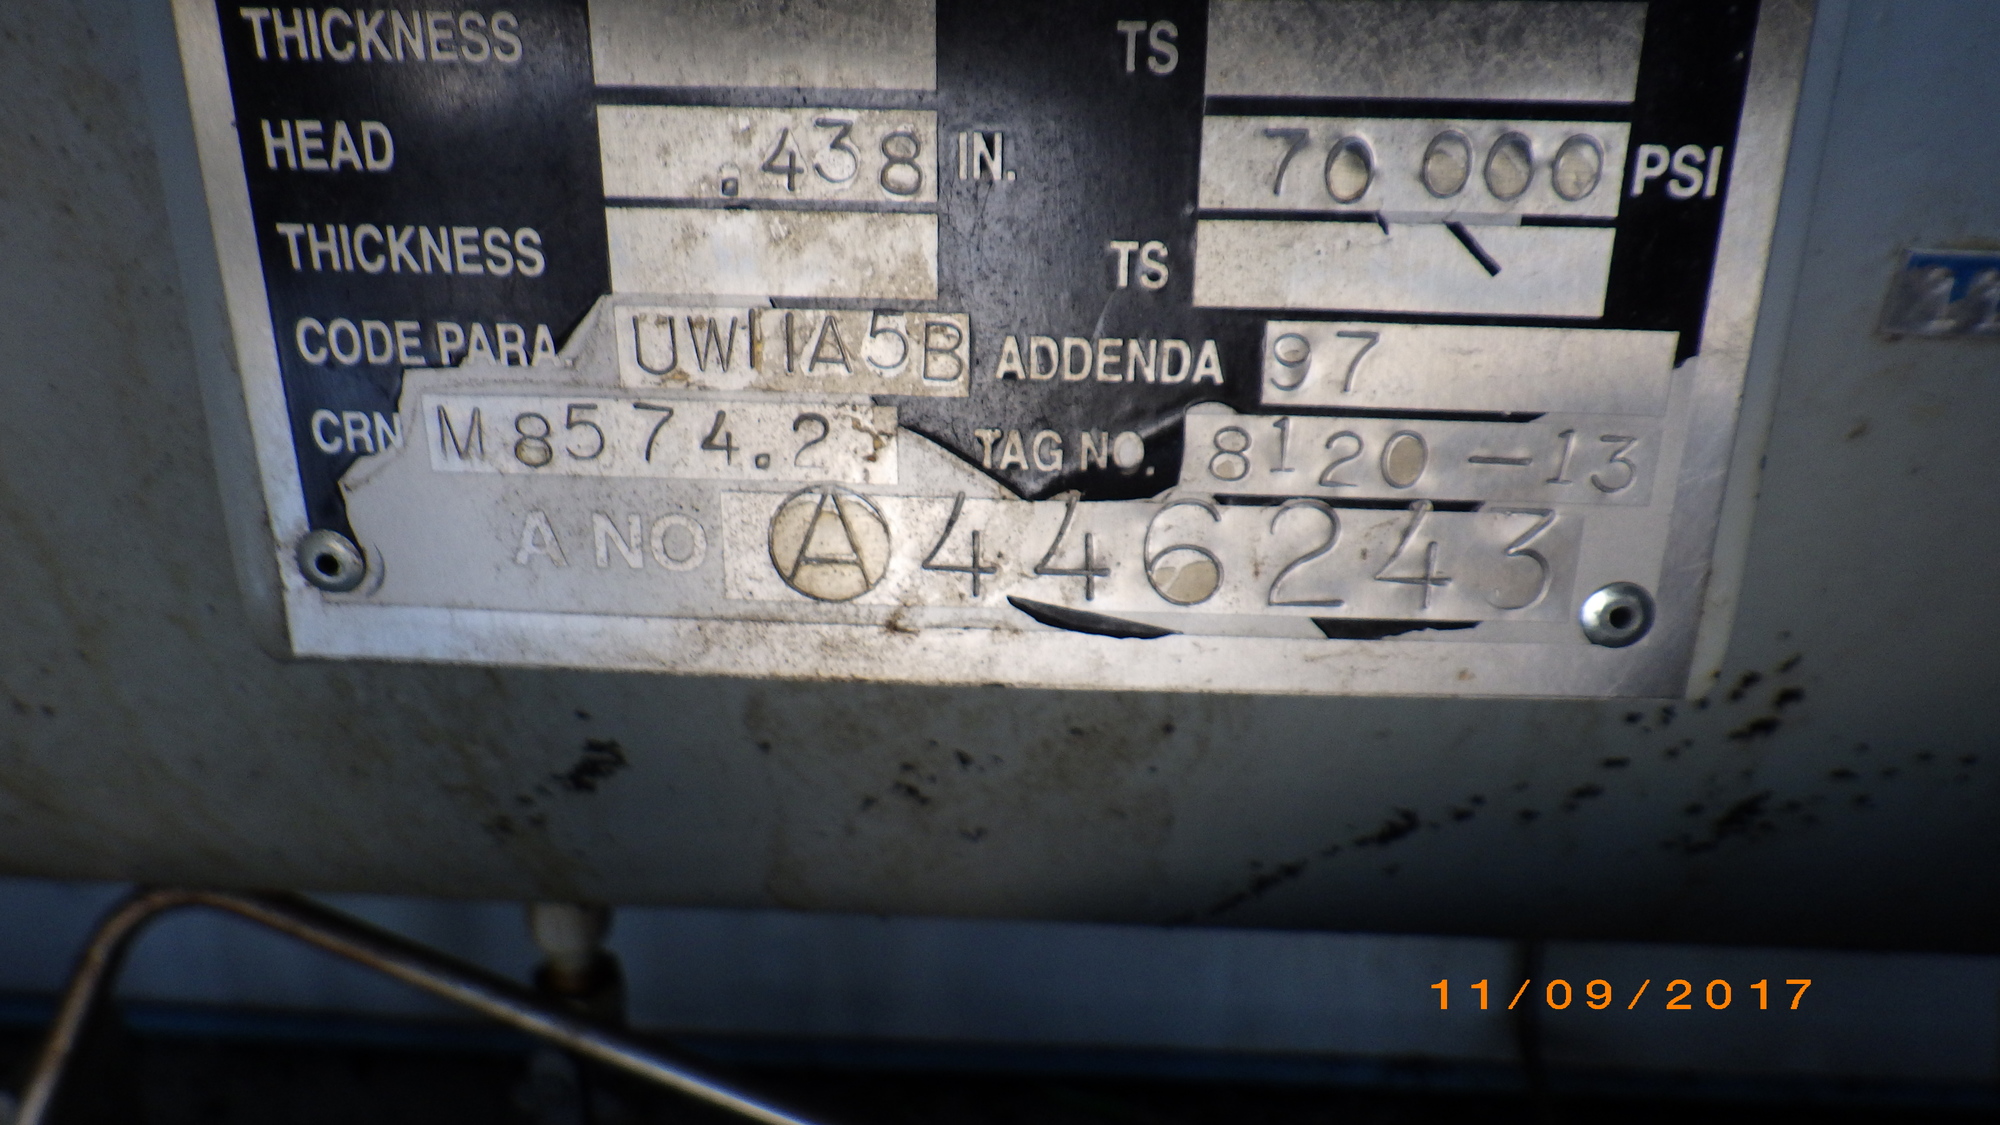 THICKNESS TS
HEAD .438 IN. 70 000 PSI
THICKNESS TS
CODE PARA. UW11A5B ADDENDA 97
CRN M8574.2 TAG NO. 8120-13
A NO Ⓐ446243
11/09/2017